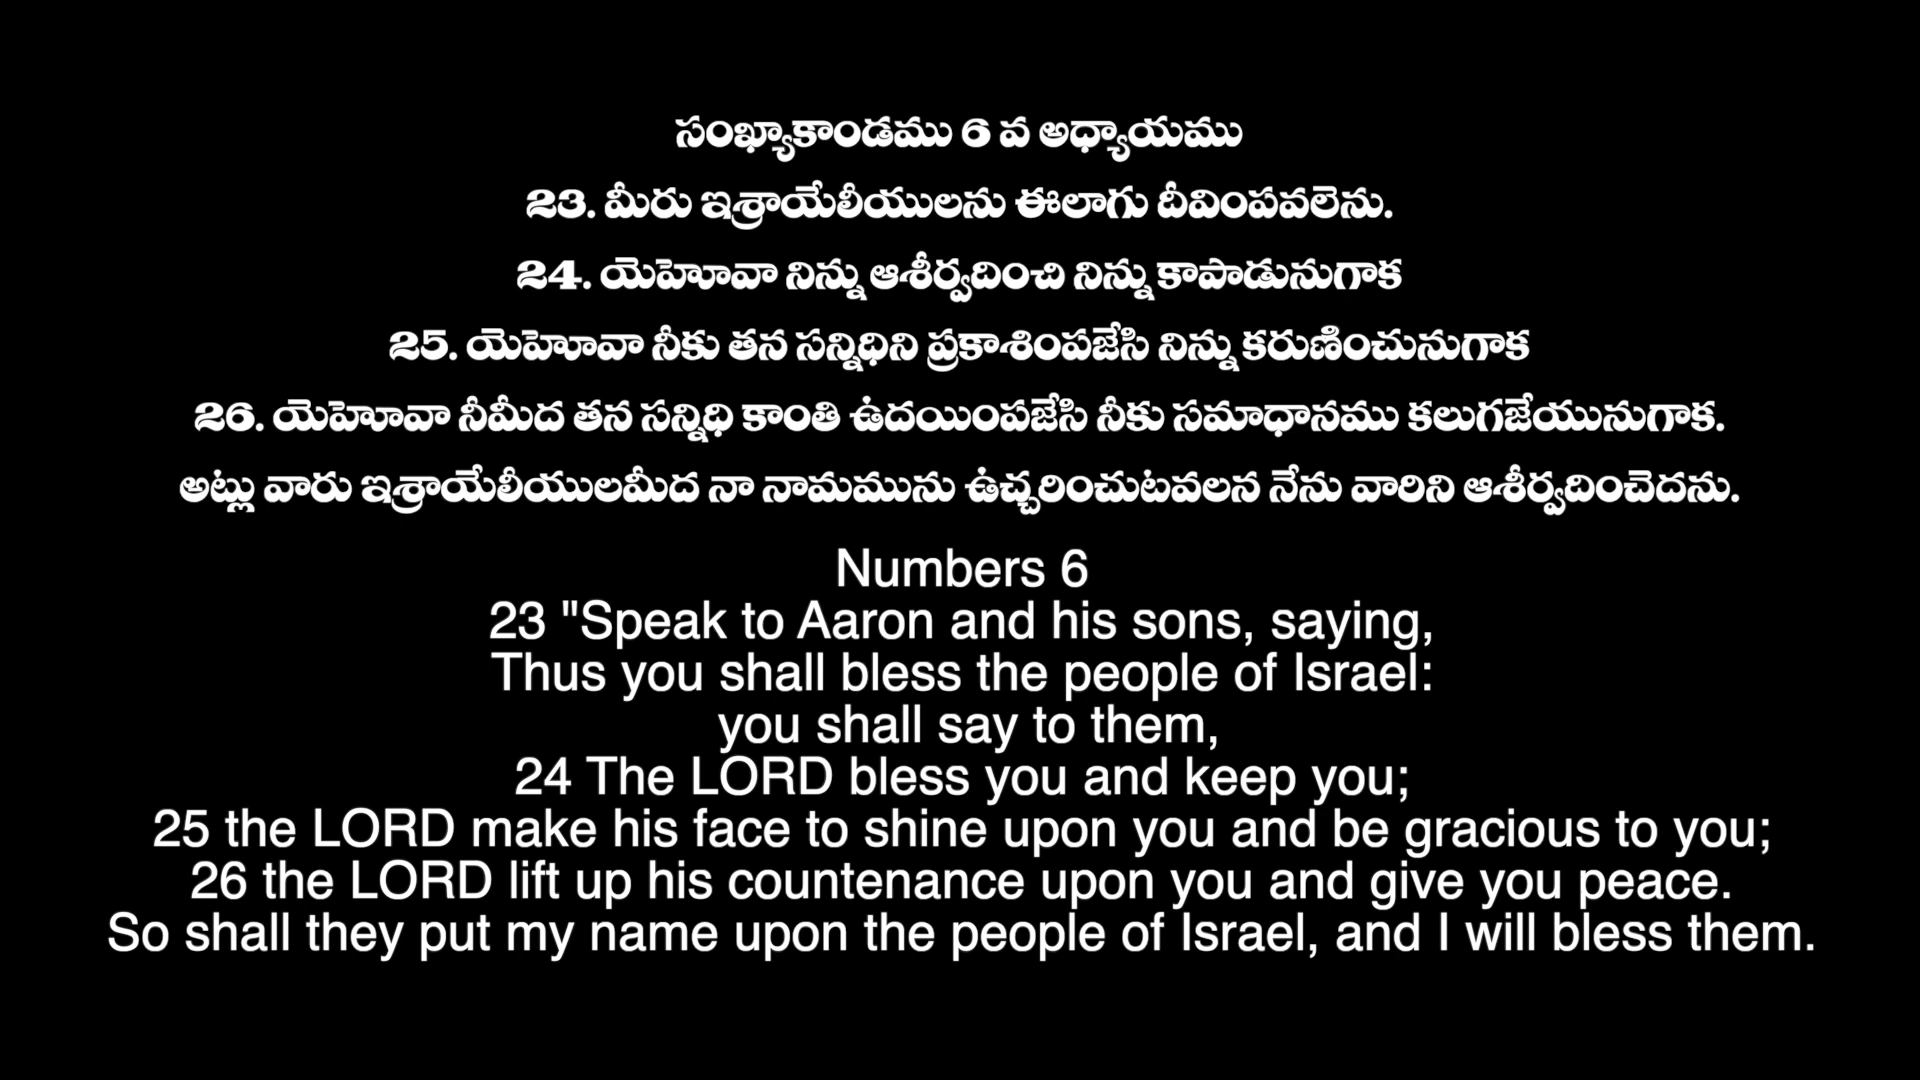 సంఖ్యాకాండము 6 వ అధ్యాయము
23. మీరు ఇశ్రాయేలీయులను ఈలాగు దీవింపవలెను.
24. యెహోవా నిన్ను ఆశీర్వదించి నిన్ను కాపాడునుగాక
25. యెహోవా నీకు తన సన్నిధిని ప్రకాశింపజేసి నిన్ను కరుణించునుగాక
26. యెహోవా నీమీద తన సన్నిధి కాంతి ఉదయింపజేసి నీకు సమాధానము కలుగజేయునుగాక.
అట్లు వారు ఇశ్రాయేలీయులమీద నా నామమును ఉచ్చరించుటవలన నేను వారిని ఆశీర్వదించెదను.
Numbers 6
23 "Speak to Aaron and his sons, saying,
Thus you shall bless the people of Israel:
you shall say to them,
24 The LORD bless you and keep you;
25 the LORD make his face to shine upon you and be gracious to you;
26 the LORD lift up his countenance upon you and give you peace.
So shall they put my name upon the people of Israel, and I will bless them.